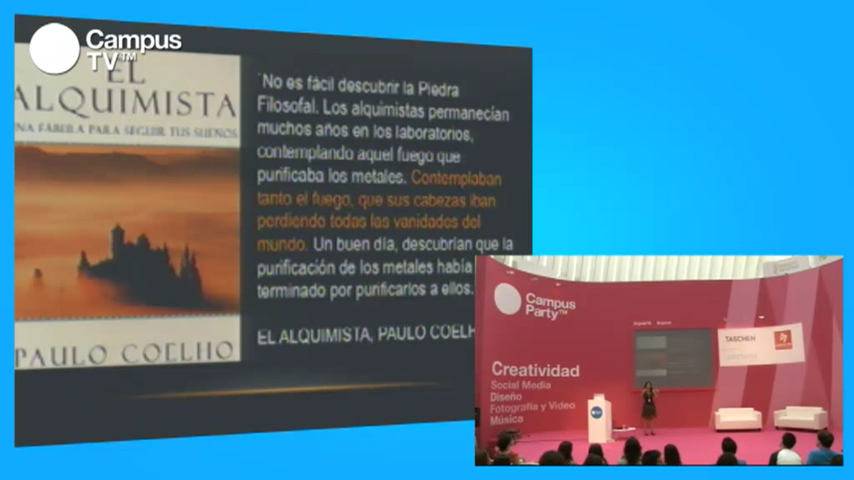 Campus
TV™
EL
ALQUIMISTA
UNA FÁBULA PARA SEGUIR TUS SUEÑOS
PAULO COELHO
¨No es fácil descubrir la Piedra
Filosofal. Los alquimistas permanecían
muchos años en los laboratorios,
contemplando aquel fuego que
purificaba los metales. Contemplaban
tanto el fuego, que sus cabezas iban
perdiendo todas las vanidades del
mundo. Un buen día, descubrían que la
purificación de los metales había
terminado por purificarlos a ellos.
EL ALQUIMISTA, PAULO COELH
Campus
Party™
TASCHEN
Creatividad
Social Media
Diseño
Fotografía y Video
Música